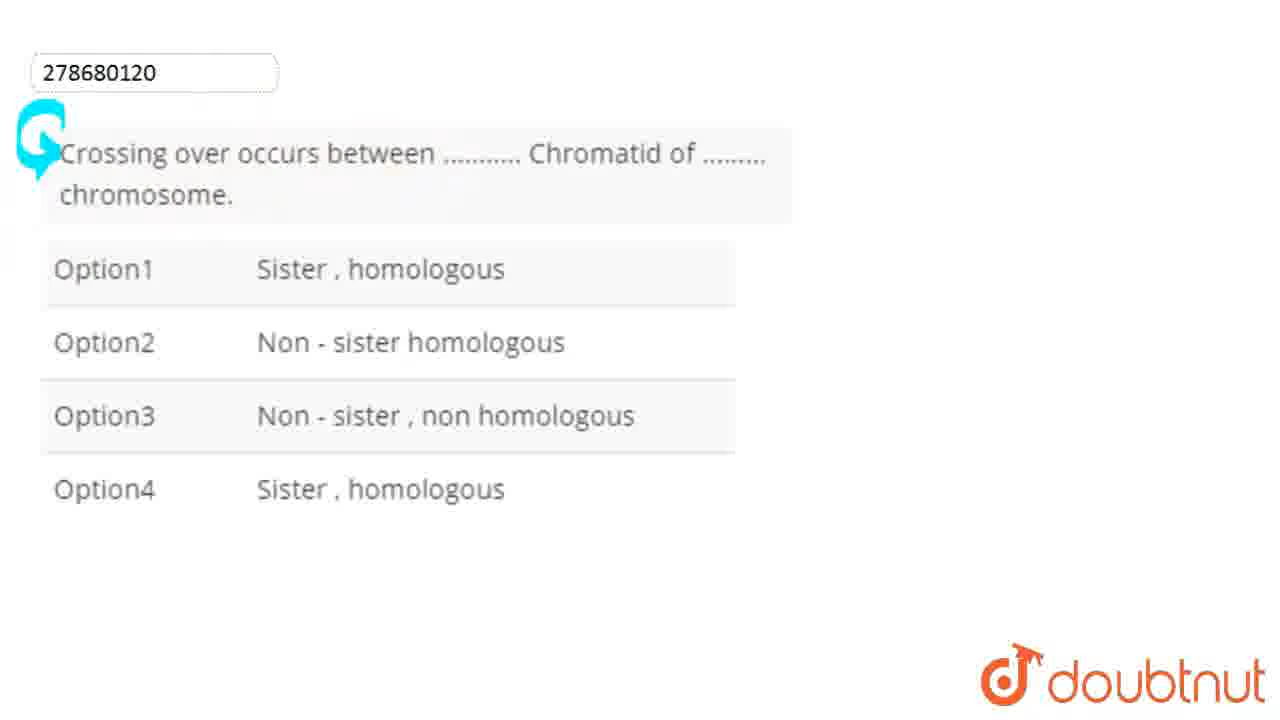 278680120
Crossing over occurs between ........... Chromatid of .........
chromosome.
Option1 Sister , homologous
Option2 Non - sister homologous
Option3 Non - sister , non homologous
Option4 Sister , homologous
doubtnut